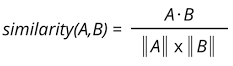 similarity(A,B) = A·B / ‖A‖ x ‖B‖